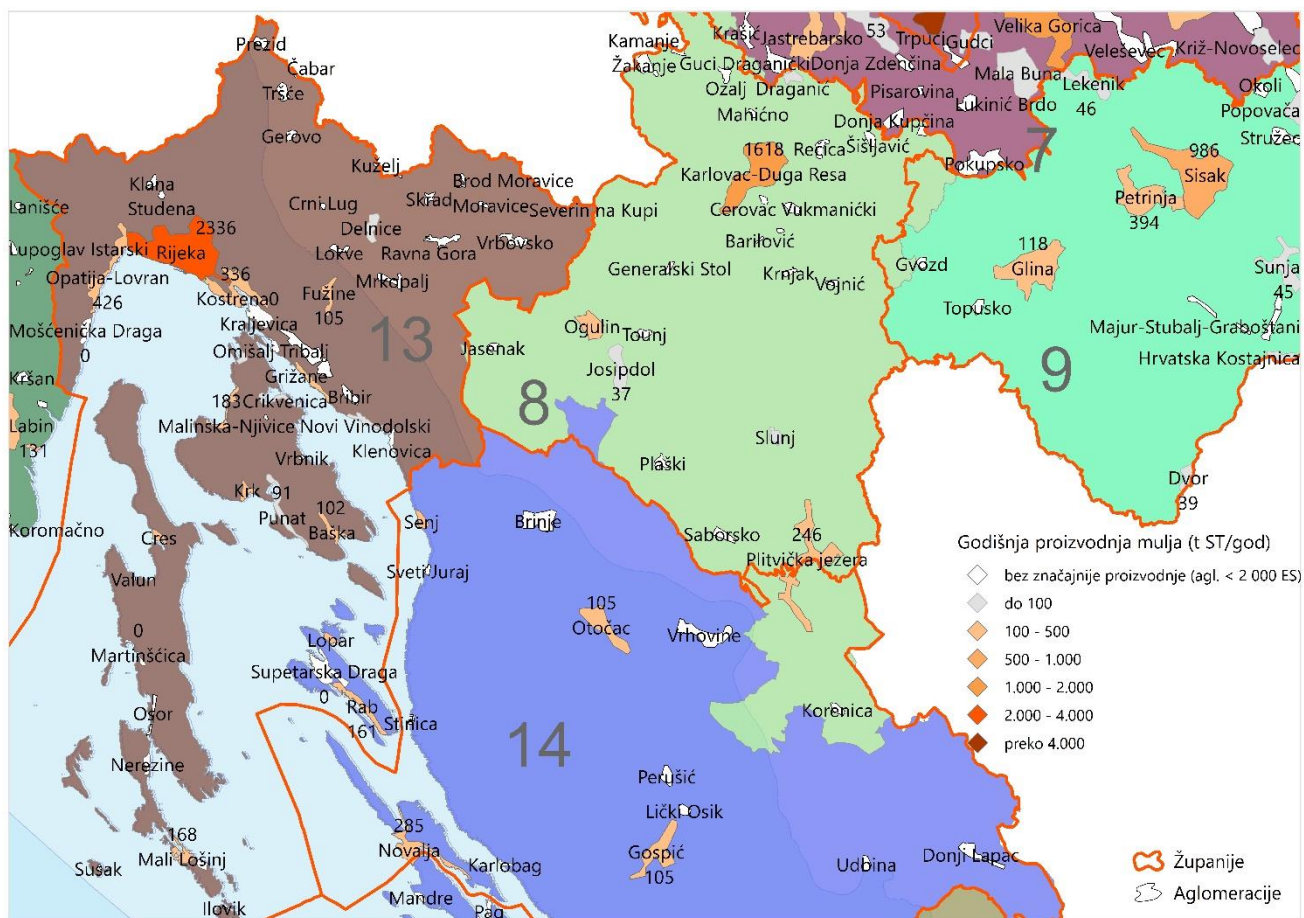 Prezid
Čabar
Tršće
Gerovo
Kuželj
Klana
Studena
Crni Lug
Delnice
Skrad
Brod Moravice
Moravice
Severin na Kupi
Lanišće
Lupoglav Istarski
2336
Rijeka
Lokve
Ravna Gora
Vrbovsko
Opatija-Lovran
426
336
Kostrena
0
Mrkopalj
Fužine
105
13
Mošćenička Draga
0
Kraljevica
Omišalj
Tribalj
Kršan
Grižane
183
Crikvenica
Bribir
Malinska-Njivice
Novi Vinodolski
Labin
131
Vrbnik
Klenovica
Krk
91
Punat
102
Baška
Koromačno
Cres
Valun
0
Martinšćica
Osor
Nerezine
168
Mali Lošinj
Susak
Ilovik
Kamanje
Žakanje
Krašić
Jastrebarsko
53
Trpuci
Gudci
Velika Gorica
Veleševec
Križ-Novoselec
Guci Draganićki
Donja Zdenčina
Ozalj
Draganić
Pisarovina
Mala Buna
Lekenik
46
Okoli
Popovača
Mahićno
Lukinić Brdo
Donja Kupčina
Stružec
1618
Rečica
Šišljavić
7
Karlovac-Duga Resa
Pokupsko
986
Sisak
Petrinja
394
Cerovac Vukmanićki
Barilović
118
Glina
Gvozd
Sunja
45
Generalski Stol
Krnjak
Vojnić
Topusko
Majur-Stubalj-Graboštani
Hrvatska Kostajnica
Ogulin
Tounj
Jasenak
Josipdol
37
8
9
Slunj
Plaški
Dvor
39
Senj
Brinje
Saborsko
246
Plitvička jezera
Sveti Juraj
105
Otočac
Vrhovine
Lopar
Supetarska Draga
0
Rab
161
Stinica
14
Korenica
Perušić
Lički Osik
285
Novalja
Gospić
105
Karlobag
Udbina
Donji Lapac
Mandre
Pag
Godišnja proizvodnja mulja (t ST/god)
bez značajnije proizvodnje (agl. < 2 000 ES)
do 100
100 - 500
500 - 1.000
1.000 - 2.000
2.000 - 4.000
preko 4.000
Županije
Aglomeracije